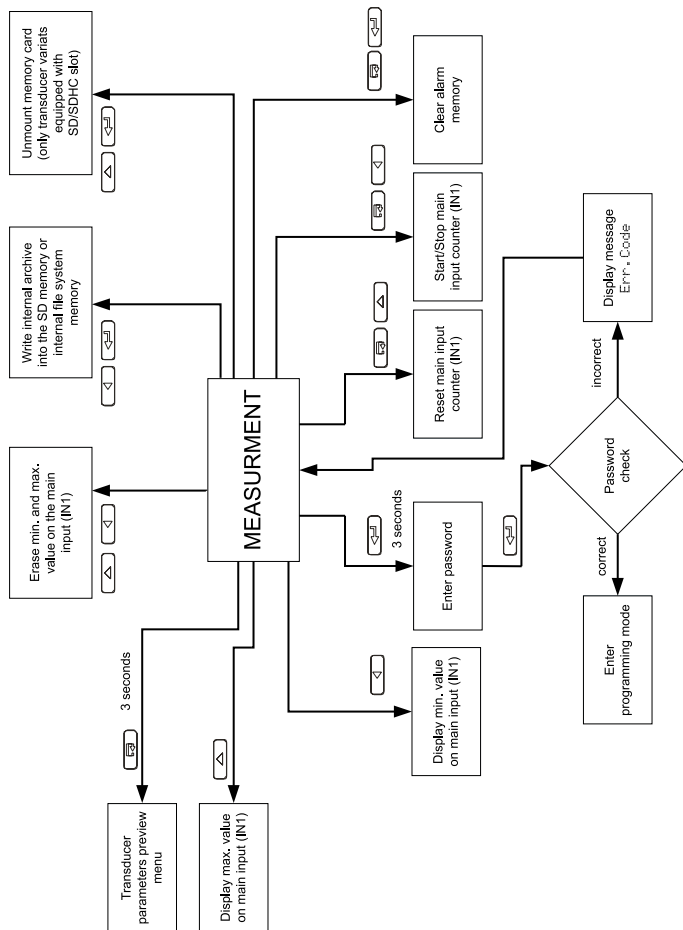 Unmount memory card
(only transducer variats
equipped with
SD/SDHC slot)
Write internal archive
into the SD memory or
internal file system
memory
Erase min. and max.
value on the main
input (IN1)
3 seconds
Transducer
parameters preview
menu
Display max. value
on main input (IN1)
MEASURMENT
Clear alarm
memory
Start/Stop main
input counter (IN1)
Reset main input
counter (IN1)
3 seconds
Enter password
Display min. value
on main input (IN1)
Display message
Err.Code
incorrect
Password
check
correct
Enter
programming mode